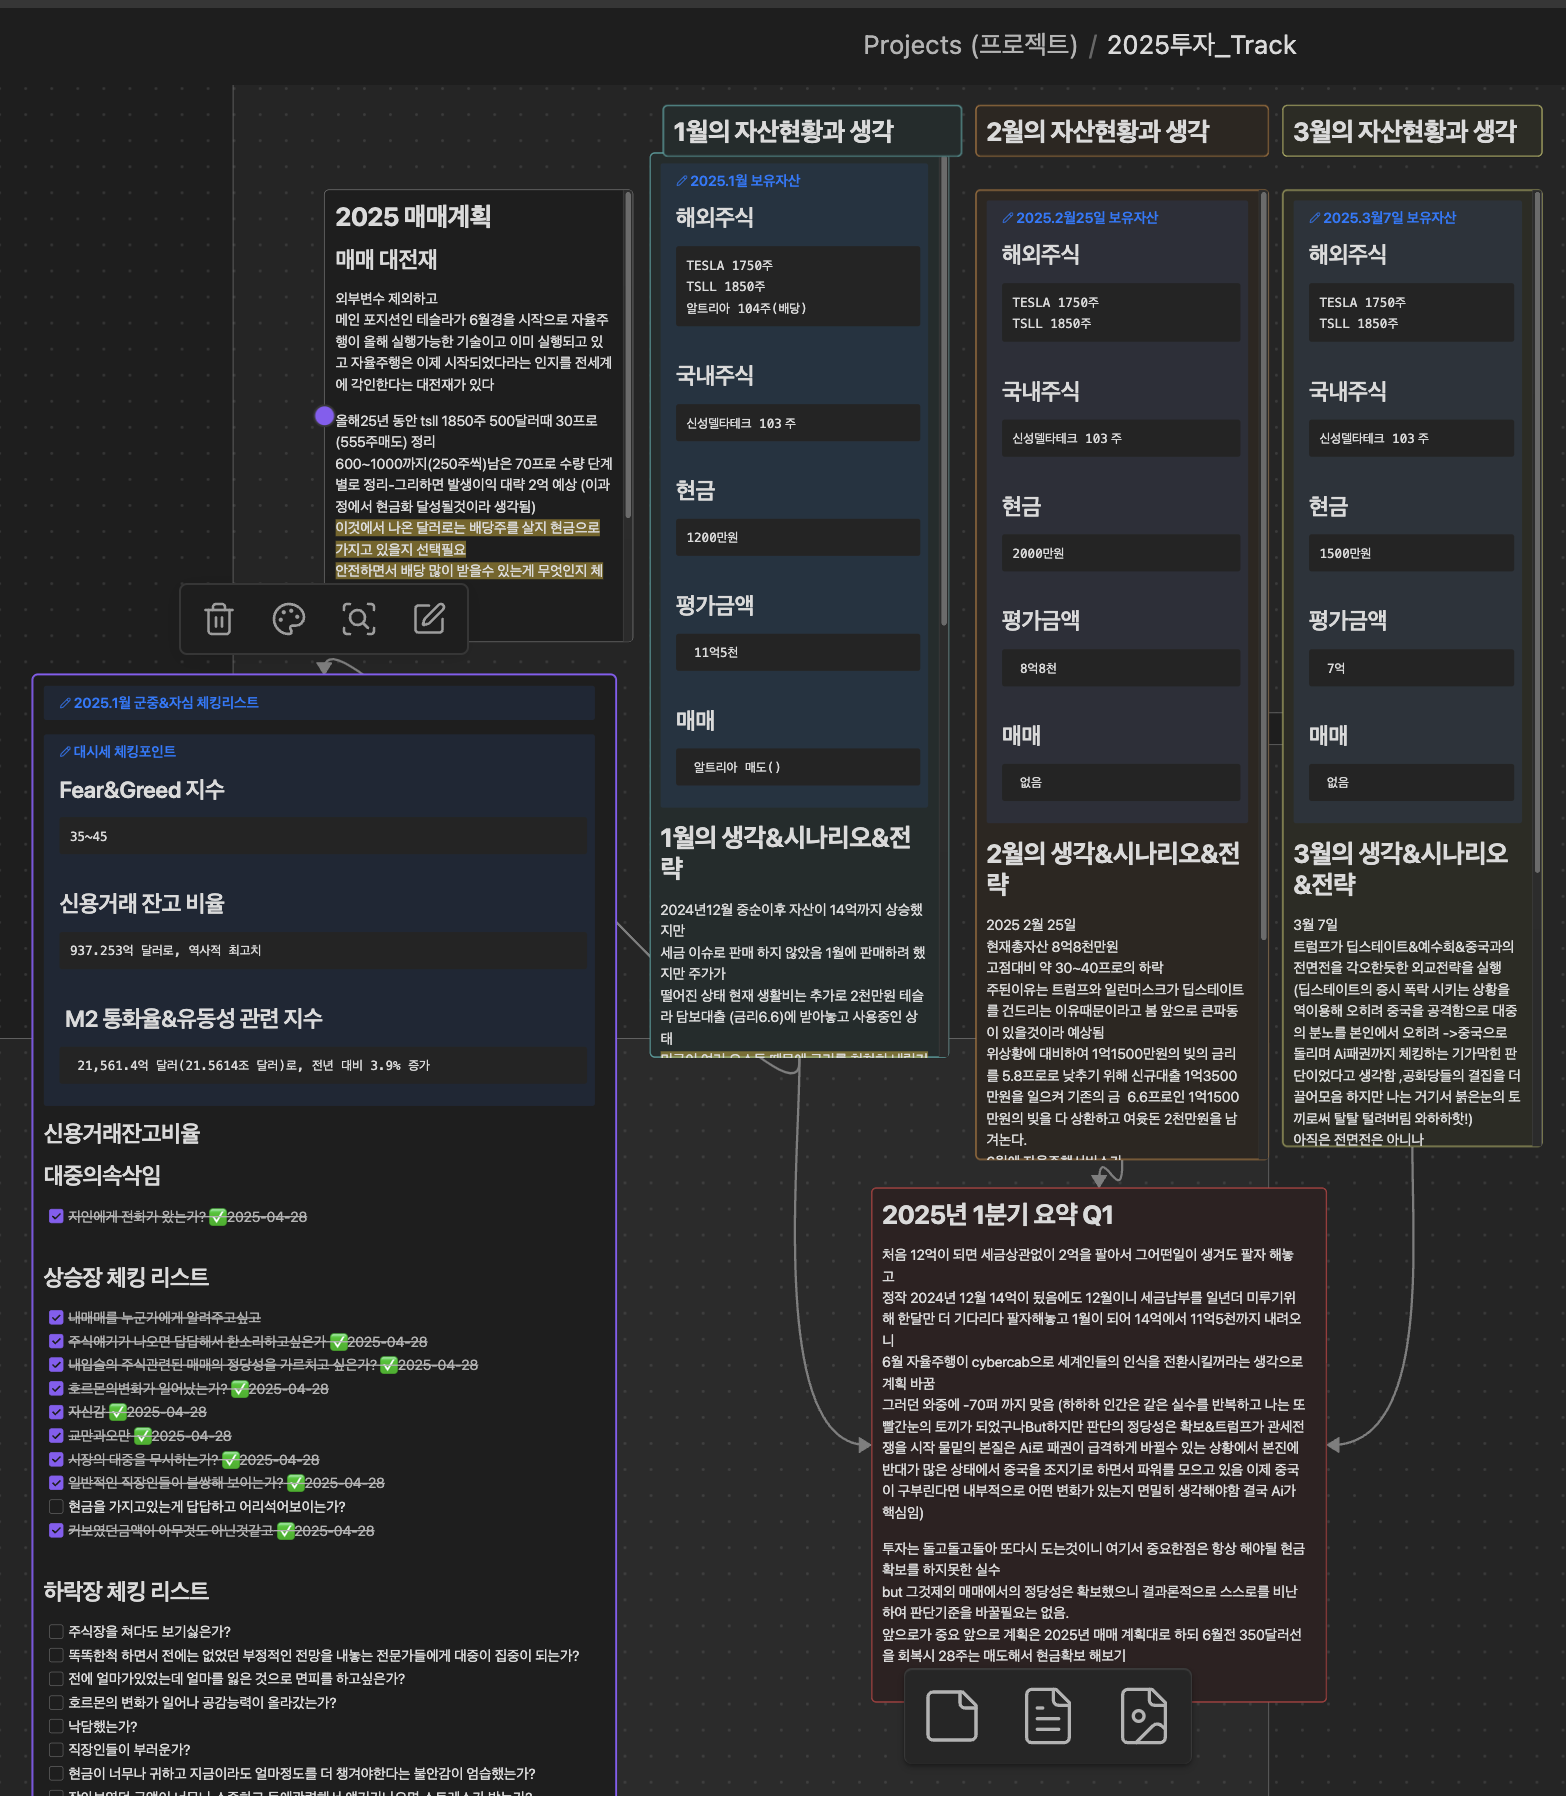 Projects (프로젝트) / 2025투자_Track
2025 매매계획
매매 대전재
외부변수 제외하고
메인 포지션인 테슬라가 6월경을 시작으로 자율주
행이 올해 실행가능한 기술이고 이미 실행되고 있
고 자율주행은 이제 시작되었다라는 인지를 전세계
에 각인한다는 대전재가 있다
올해25년 동안 tsll 1850주 500달러때 30프로
(555주매도) 정리
600~1000까지(250주씩)남은 70프로 수량 단계
별로 정리-그리하면 발생이익 대략 2억 예상 (이과
정에서 현금화 달성될것이라 생각됨)
이것에서 나온 달러로는 배당주를 살지 현금으로
가지고 있을지 선택필요
안전하면서 배당 많이 받을수 있는게 무엇인지 체
2025.1월 군중&자심 체킹리스트
대시세 체킹포인트
Fear&Greed 지수
35~45
신용거래 잔고 비율
937.253억 달러로, 역사적 최고치
M2 통화율&유동성 관련 지수
21,561.4억 달러(21.5614조 달러)로, 전년 대비 3.9% 증가
신용거래잔고비율
대중의속삭임
지인에게 전화가 왔는가? ✅2025-04-28
상승장 체킹 리스트
내매매를 누군가에게 알려주고싶고
주식얘기가 나오면 답답해서 한소리하고싶은가 ✅2025-04-28
내입술의 주식관련된 매매의 정당성을 가르치고 싶은가? ✅2025-04-28
호르몬의변화가 일어났는가? ✅2025-04-28
자신감 ✅2025-04-28
교만과오만 ✅2025-04-28
시장의 대중을 무시하는가? ✅2025-04-28
일반적인 직장인들이 불쌍해 보이는가? ✅2025-04-28
현금을 가지고있는게 답답하고 어리석어보이는가?
커보였던금액이 아무것도 아닌것같고 ✅2025-04-28
하락장 체킹 리스트
주식장을 쳐다도 보기싫은가?
똑똑한척 하면서 전에는 없었던 부정적인 전망을 내놓는 전문가들에게 대중이 집중이 되는가?
전에 얼마가있었는데 얼마를 잃은 것으로 면피를 하고싶은가?
호르몬의 변화가 일어나 공감능력이 올라갔는가?
낙담했는가?
직장인들이 부러운가?
현금이 너무나 귀하고 지금이라도 얼마정도를 더 챙겨야한다는 불안감이 엄습했는가?
1월의 자산현황과 생각
2025.1월 보유자산
해외주식
TESLA 1750주
TSLL 1850주
알트리아 104주(배당)
국내주식
신성델타테크 103 주
현금
1200만원
평가금액
11억5천
매매
알트리아 매도()
1월의 생각&시나리오&전
략
2024년12월 중순이후 자산이 14억까지 상승했
지만
세금 이슈로 판매 하지 않았음 1월에 판매하려 했
지만 주가가
떨어진 상태 현재 생활비는 추가로 2천만원 테슬
라 담보대출 (금리6.6)에 받아놓고 사용중인 상
태
2월의 자산현황과 생각
2025.2월25일 보유자산
해외주식
TESLA 1750주
TSLL 1850주
국내주식
신성델타테크 103 주
현금
2000만원
평가금액
8억8천
매매
없음
2월의 생각&시나리오&전
략
2025 2월 25일
현재총자산 8억8천만원
고점대비 약 30~40프로의 하락
주된이유는 트럼프와 일런머스크가 딥스테이트
를 건드리는 이유때문이라고 봄 앞으로 큰파동
이 있을것이라 예상됨
위상황에 대비하여 1억1500만원의 빚의 금리
를 5.8프로로 낮추기 위해 신규대출 1억3500
만원을 일으켜 기존의 금 6.6프로인 1억1500
만원의 빚을 다 상환하고 여윳돈 2천만원을 남
겨논다.
3월의 자산현황과 생각
2025.3월7일 보유자산
해외주식
TESLA 1750주
TSLL 1850주
국내주식
신성델타테크 103 주
현금
1500만원
평가금액
7억
매매
없음
3월의 생각&시나리오
&전략
3월 7일
트럼프가 딥스테이트&예수회&중국과의
전면전을 각오한듯한 외교전략을 실행
(딥스테이트의 증시 폭락 시키는 상황을
역이용해 오히려 중국을 공격함으로 대중
의 분노를 본인에서 오히려 ->중국으로
돌리며 Ai패권까지 체킹하는 기가막힌 판
단이었다고 생각함 ,공화당들의 결집을 더
끌어모음 하지만 나는 거기서 붉은눈의 토
끼로써 탈탈 털려버림 와하하핫!)
아직은 전면전은 아니나
2025년 1분기 요약 Q1
처음 12억이 되면 세금상관없이 2억을 팔아서 그어떤일이 생겨도 팔자 해놓
고
정작 2024년 12월 14억이 됬음에도 12월이니 세금납부를 일년더 미루기위
해 한달만 더 기다리다 팔자해놓고 1월이 되어 14억에서 11억5천까지 내려오
니
6월 자율주행이 cybercab으로 세계인들의 인식을 전환시킬꺼라는 생각으로
계획 바꿈
그러던 와중에 -70퍼 까지 맞음 (하하하 인간은 같은 실수를 반복하고 나는 또
빨간눈의 토끼가 되었구나But하지만 판단의 정당성은 확보&트럼프가 관세전
쟁을 시작 물밑의 본질은 Ai로 패권이 급격하게 바뀔수 있는 상황에서 본진에
반대가 많은 상태에서 중국을 조지기로 하면서 파워를 모으고 있음 이제 중국
이 구부린다면 내부적으로 어떤 변화가 있는지 면밀히 생각해야함 결국 Ai가
핵심임)
투자는 돌고돌고돌아 또다시 도는것이니 여기서 중요한점은 항상 해야될 현금
확보를 하지못한 실수
but 그것제외 매매에서의 정당성은 확보했으니 결과론적으로 스스로를 비난
하여 판단기준을 바꿀필요는 없음.
앞으로가 중요 앞으로 계획은 2025년 매매 계획대로 하되 6월전 350달러선
을 회복시 28주는 매도해서 현금확보 해보기